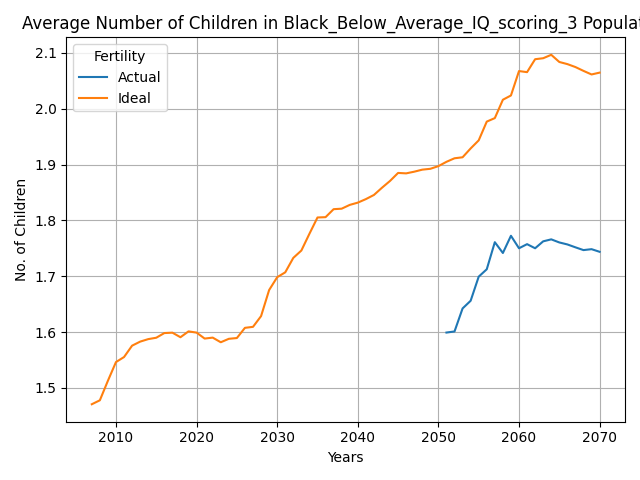 Average Number of Children in Black_Below_Average_IQ_scoring_3 Populat
Fertility
Actual
Ideal
No. of Children
2.1
2.0
1.9
1.8
1.7
1.6
1.5
2010 2020 2030 2040 2050 2060 2070
Years